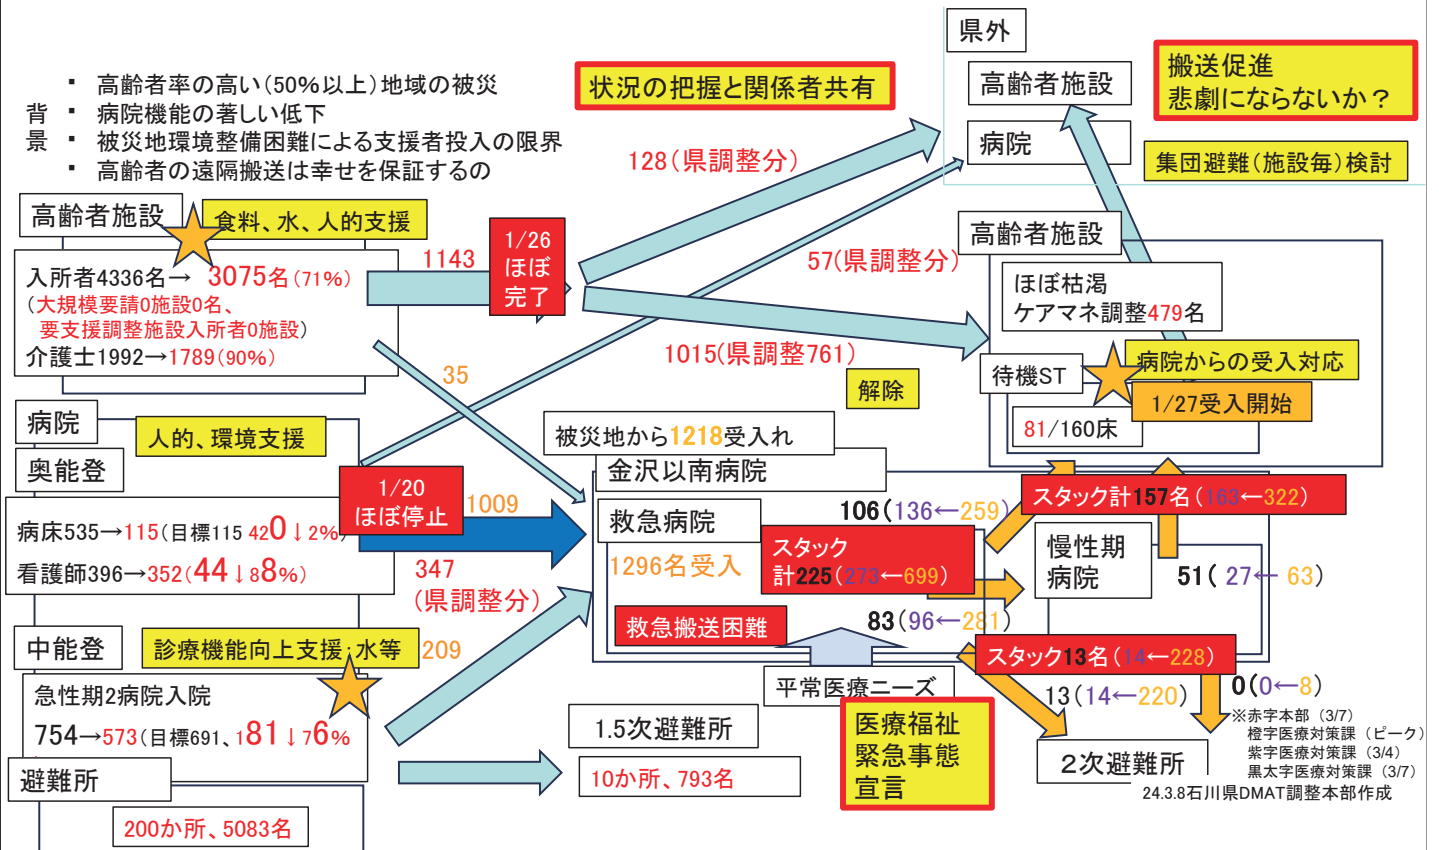 県外
高齢者施設
病院
搬送促進
悲劇にならないか？
集団避難（施設毎）検討
状況の把握と関係者共有
背景
▪ 高齢者率の高い（50％以上）地域の被災
▪ 病院機能の著しい低下
▪ 被災地環境整備困難による支援者投入の限界
▪ 高齢者の遠隔搬送は幸せを保証するの
128（県調整分）
57（県調整分）
高齢者施設
食料、水、人的支援
入所者4336名→ 3075名（71％）
（大規模要請0施設0名、
要支援調整施設入所者0施設）
介護士1992→1789（90％）
1143
1/26
ほぼ
完了
1015（県調整761）
35
高齢者施設
ほぼ枯渇
ケアマネ調整479名
待機ST
病院からの受入対応
1/27受入開始
81/160床
解除
病院
人的、環境支援
奥能登
病床535→115（目標115 420↓2％）
看護師396→352（44↓88％）
1/20
ほぼ停止
1009
347
（県調整分）
被災地から1218受入れ
金沢以南病院
救急病院
1296名受入
106（136←259）
スタック
計225（273←699）
救急搬送困難
83（96←281）
スタック計157名（163←322）
慢性期
病院
51（ 27← 63）
スタック13名（14←228）
13（14←220）
0（0←8）
平常医療ニーズ
中能登
診療機能向上支援・水等
209
急性期2病院入院
754→573（目標691、181↓76％
避難所
200か所、5083名
1.5次避難所
10か所、793名
医療福祉
緊急事態
宣言
２次避難所
※赤字本部（3/7）
橙字医療対策課（ピーク）
紫字医療対策課（3/4）
黒太字医療対策課（3/7）
24.3.8石川県DMAT調整本部作成